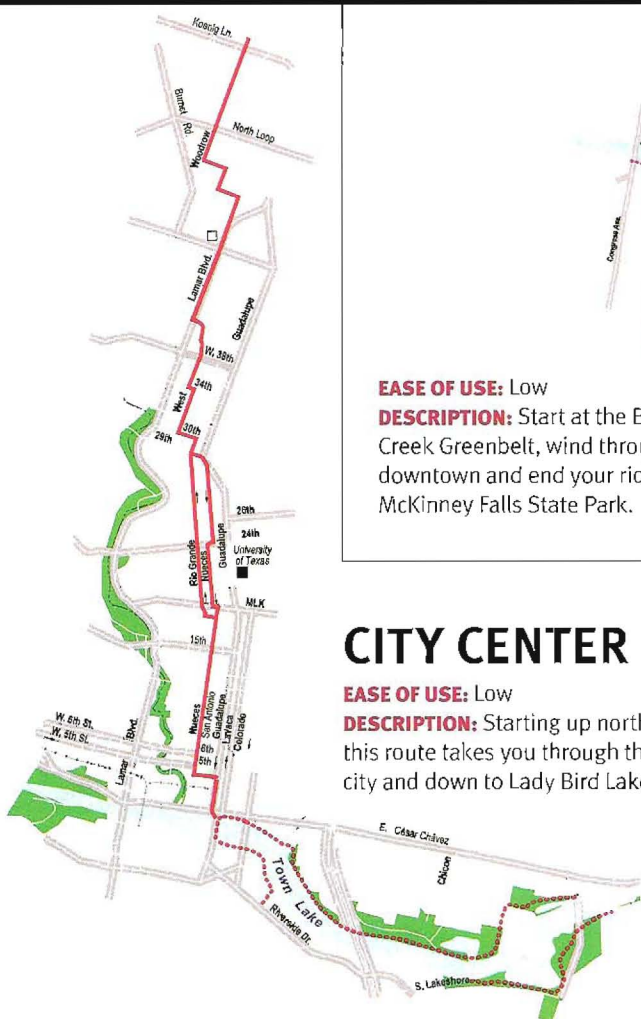 Koenig Ln.
Burnet
Rd.
Woodrow
North Loop
Lamar Blvd.
Guadalupe
W. 38th
34th
West
30th
29th
26th
24th
University
of Texas
Rio Grande
Nueces
Guadalupe
MLK
15th
Nueces
San Antonio
Guadalupe
Lavaca
Colorado
W. 6th St.
W. 5th St.
6th
5th
Lamar Blvd.
E. César Chávez
Chicon
Town Lake
Riverside Dr.
S. Lakeshore
Congress Ave.
EASE OF USE: Low
DESCRIPTION: Start at the B
Creek Greenbelt, wind thro
downtown and end your ric
McKinney Falls State Park.
CITY CENTER
EASE OF USE: Low
DESCRIPTION: Starting up north
this route takes you through th
city and down to Lady Bird Lake